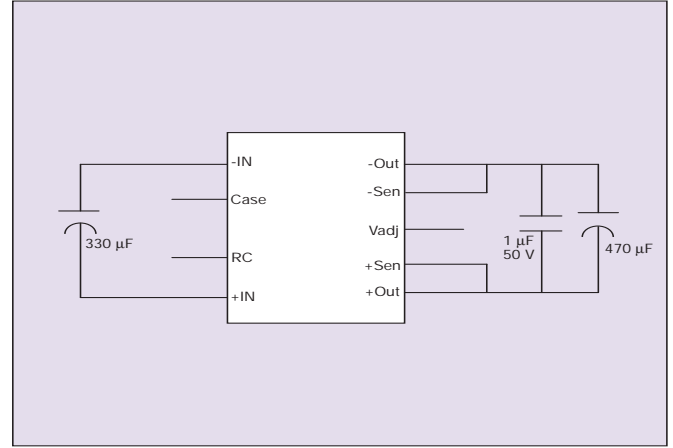 -IN
Case
RC
+IN
-Out
-Sen
Vadj
+Sen
+Out
330 µF
1 µF
50 V
470 µF